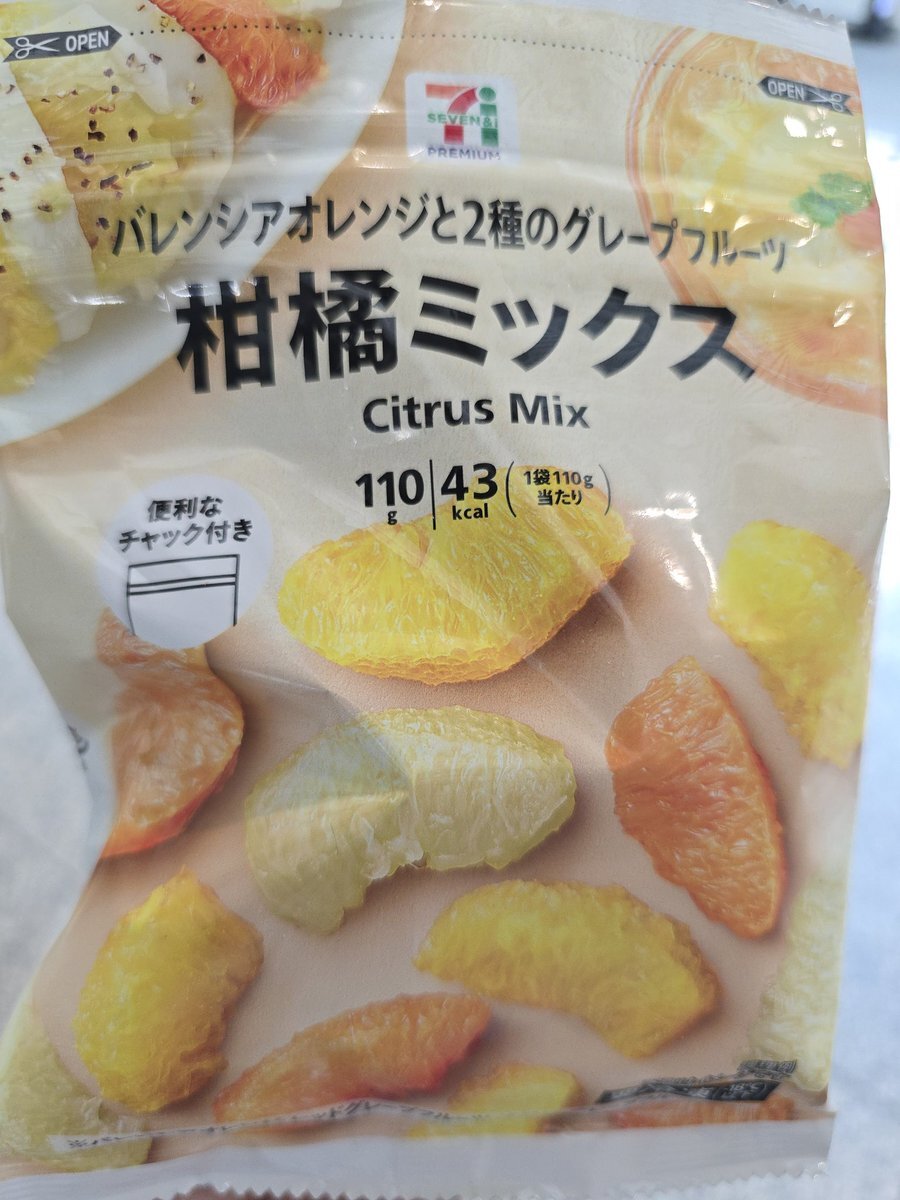 OPEN
OPEN
SEVEN&i
PREMIUM
バレンシアオレンジと2種のグレープフルーツ
柑橘ミックス
Citrus Mix
110g 43kcal (1袋110g当たり)
便利な
チャック付き